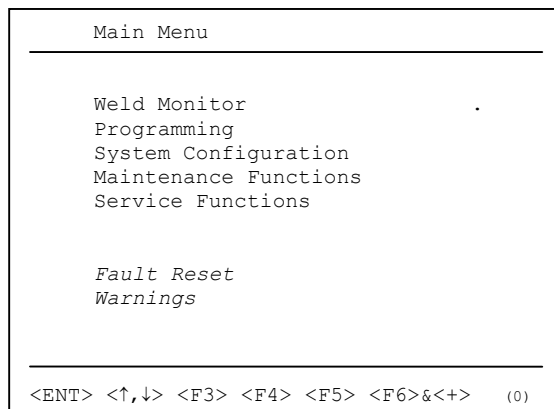 Main Menu
Weld Monitor .
Programming
System Configuration
Maintenance Functions
Service Functions
Fault Reset
Warnings
<ENT> <↑,↓> <F3> <F4> <F5> <F6>&<+> (0)